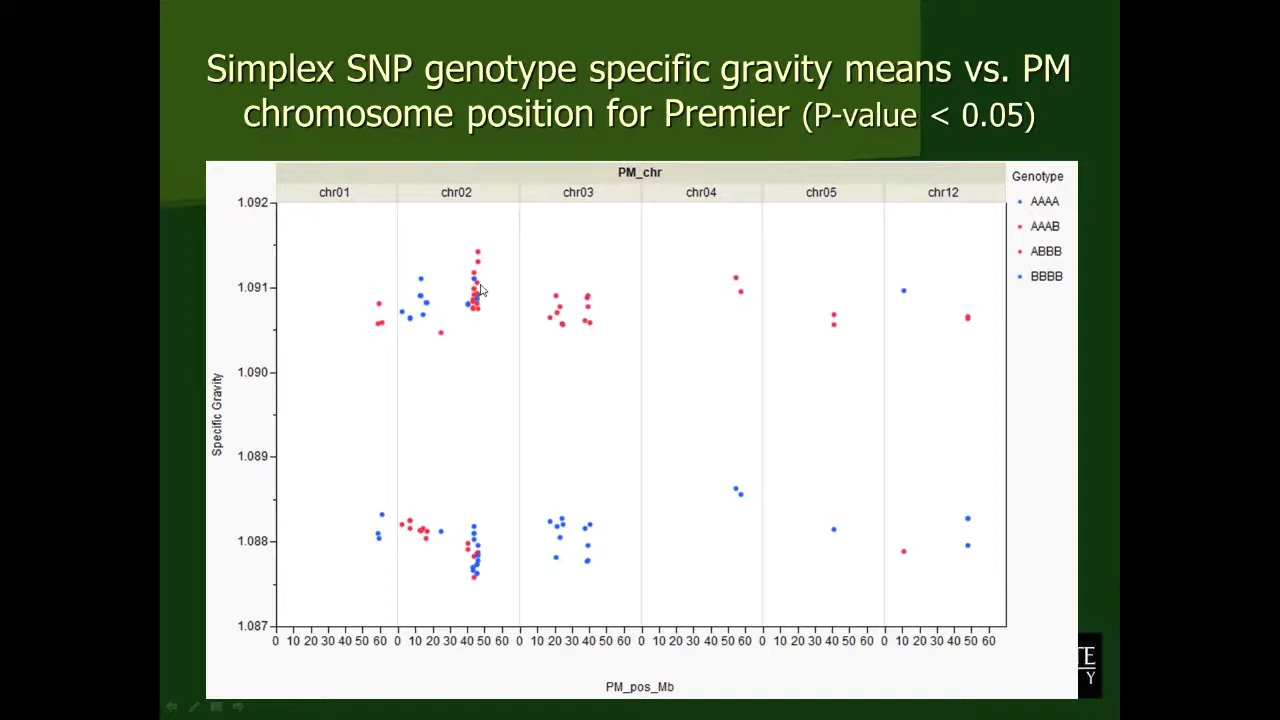 Simplex SNP genotype specific gravity means vs. PM
chromosome position for Premier (P-value < 0.05)
PM_chr
chr01 chr02 chr03 chr04 chr05 chr12
Genotype
AAAA
AAAB
ABBB
BBBB
1.092
1.091
1.090
1.089
1.088
1.087
Specific Gravity
0 10 20 30 40 50 60 0 10 20 30 40 50 60 0 10 20 30 40 50 60 0 10 20 30 40 50 60 0 10 20 30 40 50 60 0 10 20 30 40 50 60
PM_pos_Mb
TE
Y